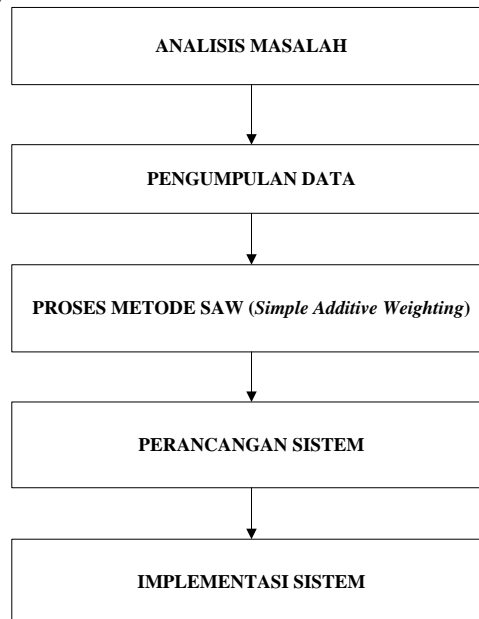 ANALISIS MASALAH
PENGUMPULAN DATA
PROSES METODE SAW (Simple Additive Weighting)
PERANCANGAN SISTEM
IMPLEMENTASI SISTEM